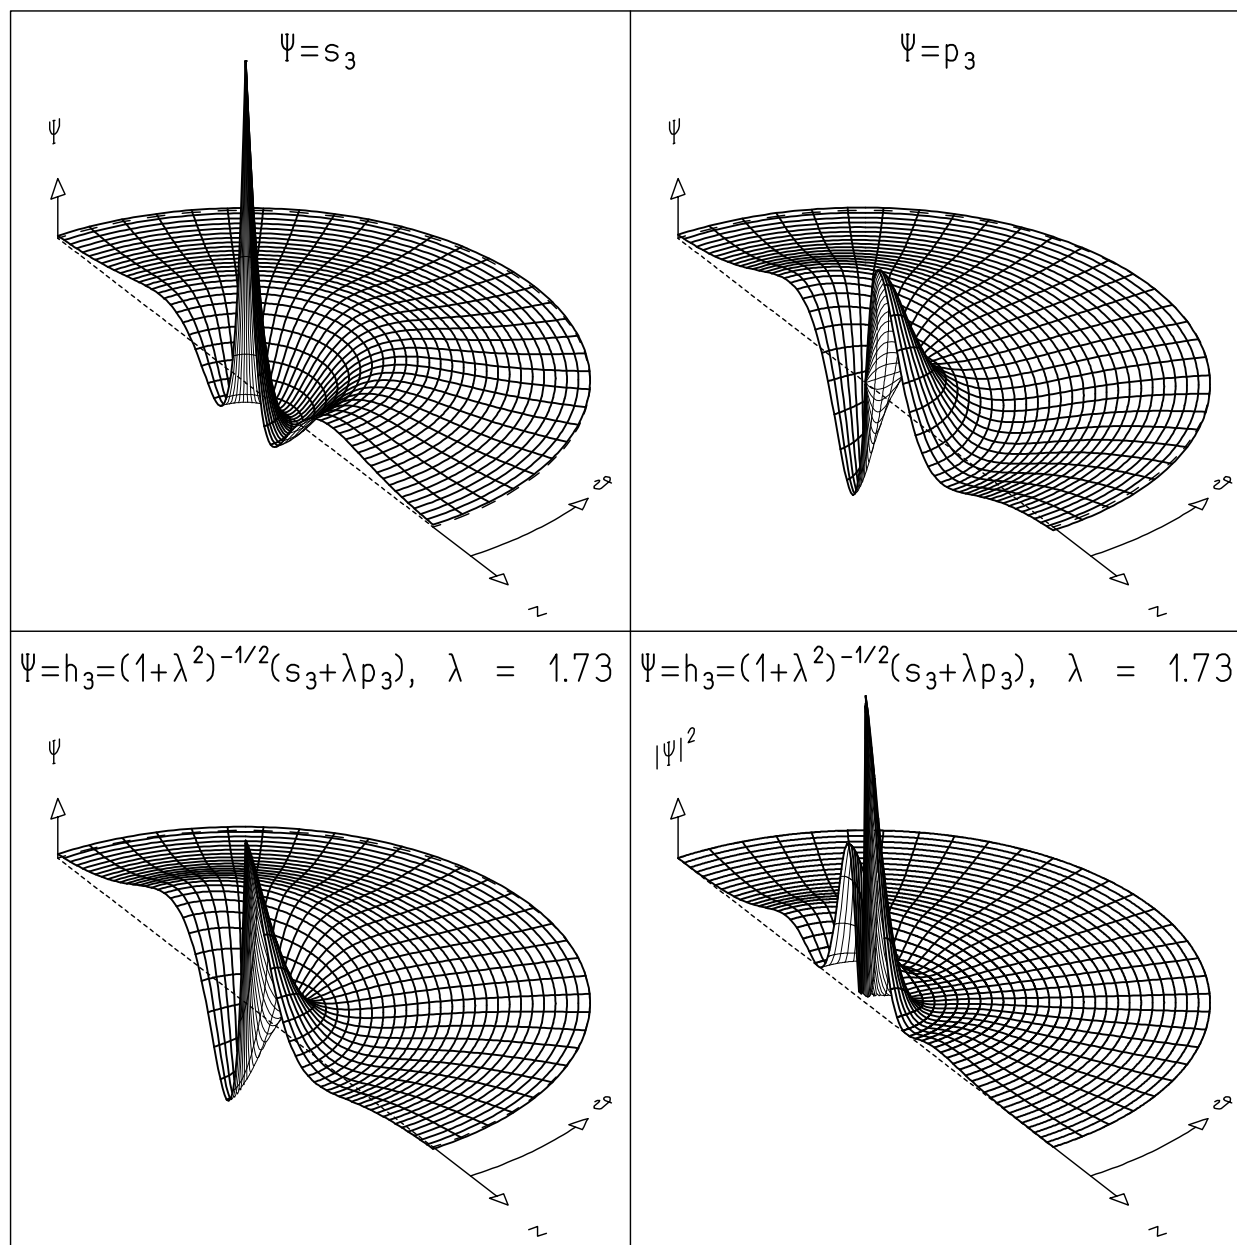 Ψ=s₃
Ψ
ϑ
z
Ψ=p₃
Ψ
ϑ
z
Ψ=h₃=(1+λ²)⁻¹/²(s₃+λp₃), λ = 1.73
Ψ
ϑ
z
Ψ=h₃=(1+λ²)⁻¹/²(s₃+λp₃), λ = 1.73
|Ψ|²
ϑ
z